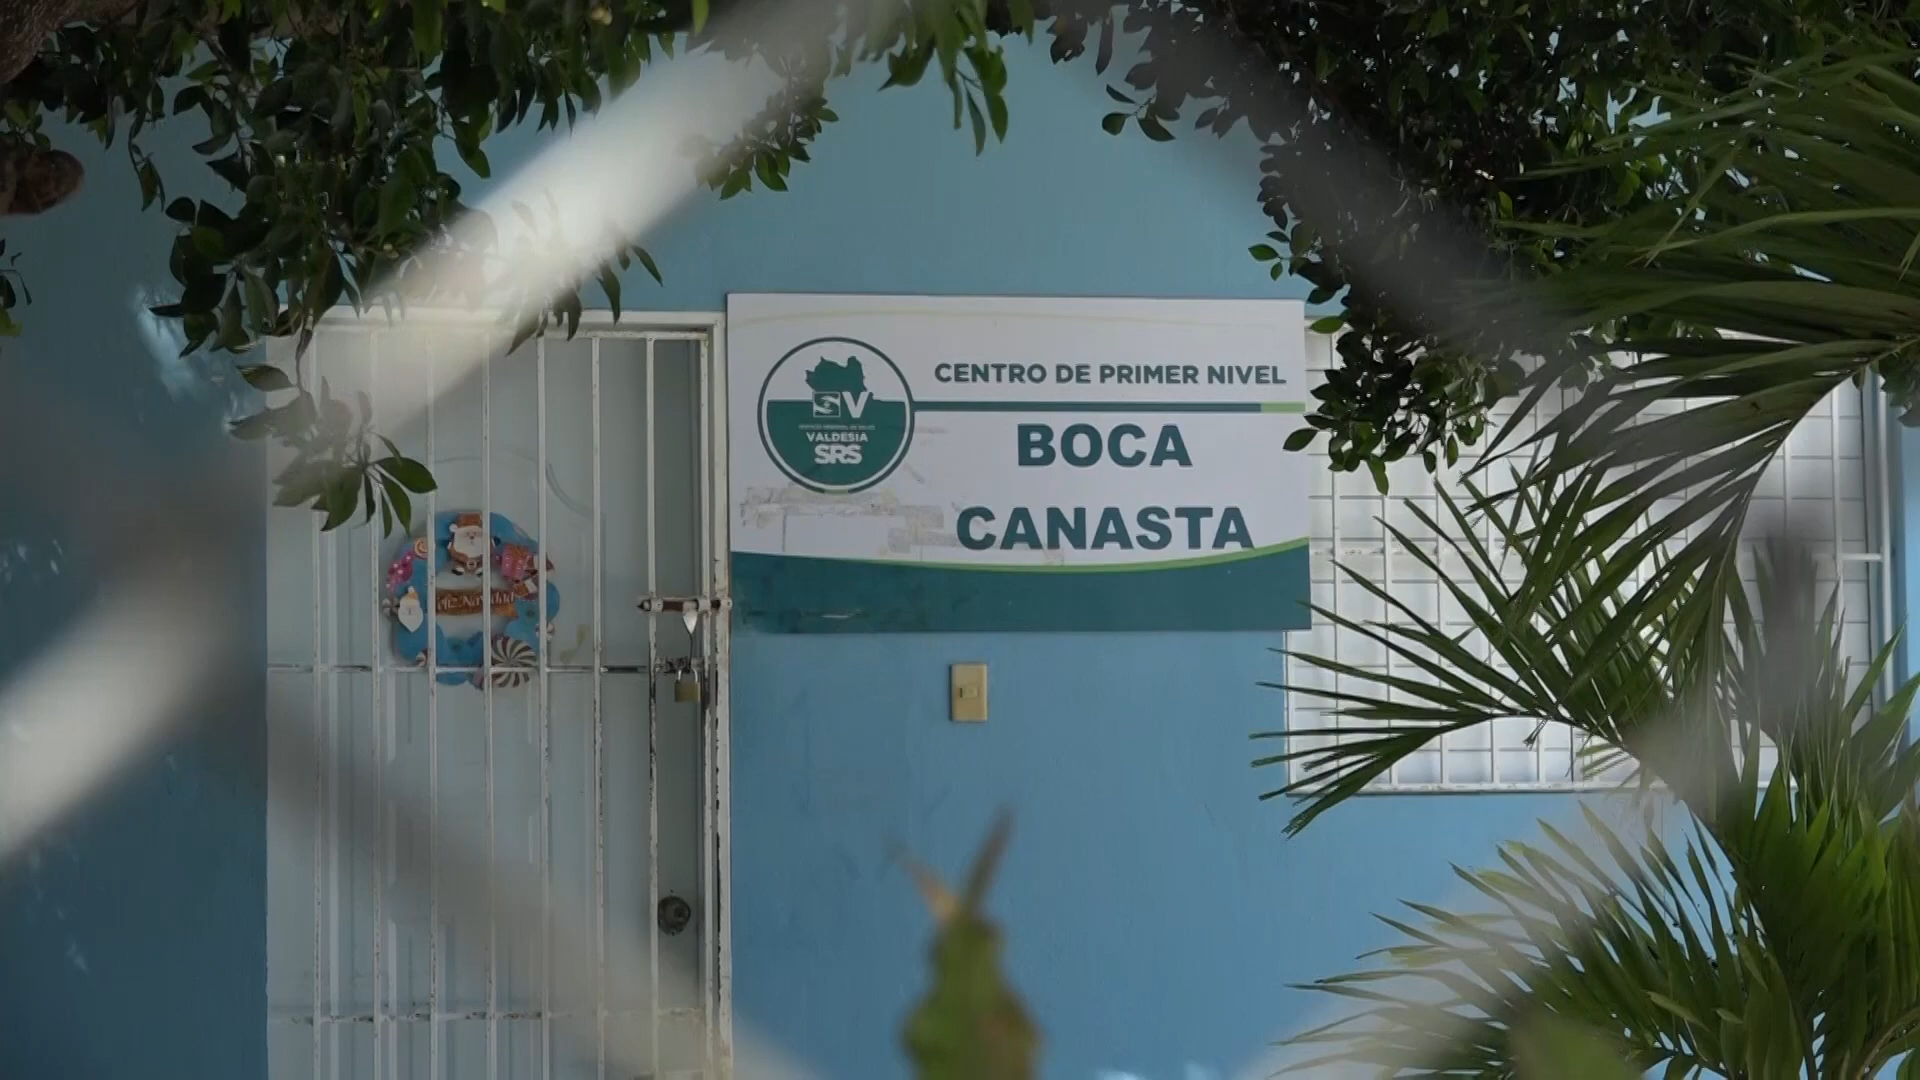 CENTRO DE PRIMER NIVEL
SV
VALDESIA
SRS
BOCA
CANASTA